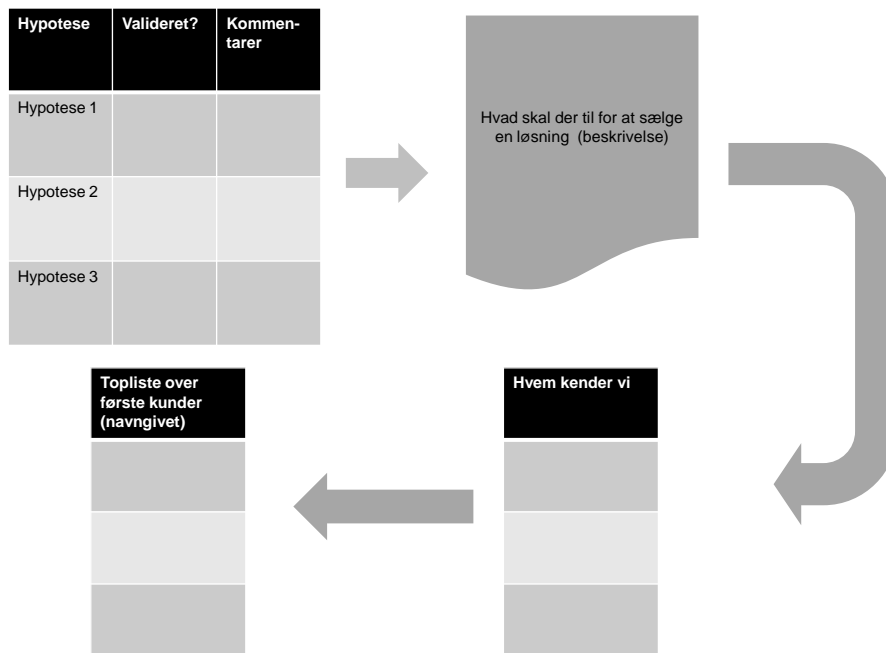 Hypotese
Valideret?
Kommen-
tarer
Hypotese 1
Hypotese 2
Hypotese 3
Hvad skal der til for at sælge
en løsning (beskrivelse)
Hvem kender vi
Topliste over
første kunder
(navngivet)